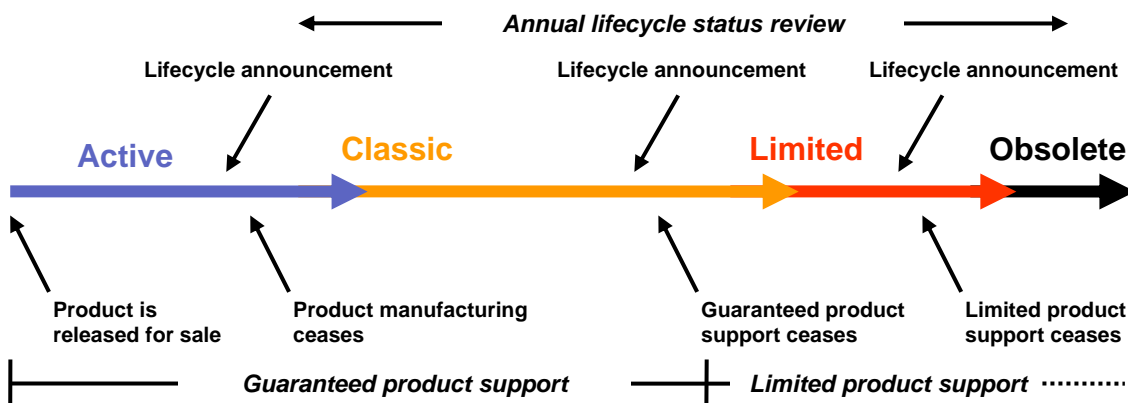 Annual lifecycle status review
Lifecycle announcement
Lifecycle announcement
Lifecycle announcement
Active
Classic
Limited
Obsolete
Product is
released for sale
Product manufacturing
ceases
Guaranteed product
support ceases
Limited product
support ceases
Guaranteed product support
Limited product support